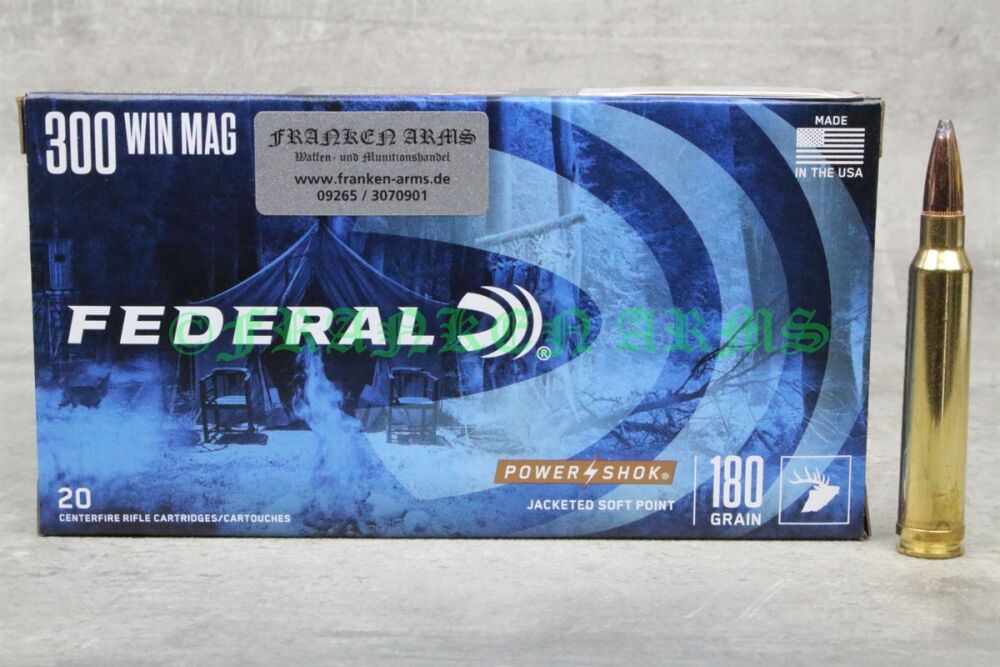 300 WIN MAG
FRANKEN ARMS
Waffen- und Munitionshandel
www.franken-arms.de
09265 / 3070901
MADE
IN THE USA
FEDERAL ®
©FRANKEN ARMS
POWER SHOK®
JACKETED SOFT POINT
180
GRAIN
20
CENTERFIRE RIFLE CARTRIDGES/CARTOUCHES